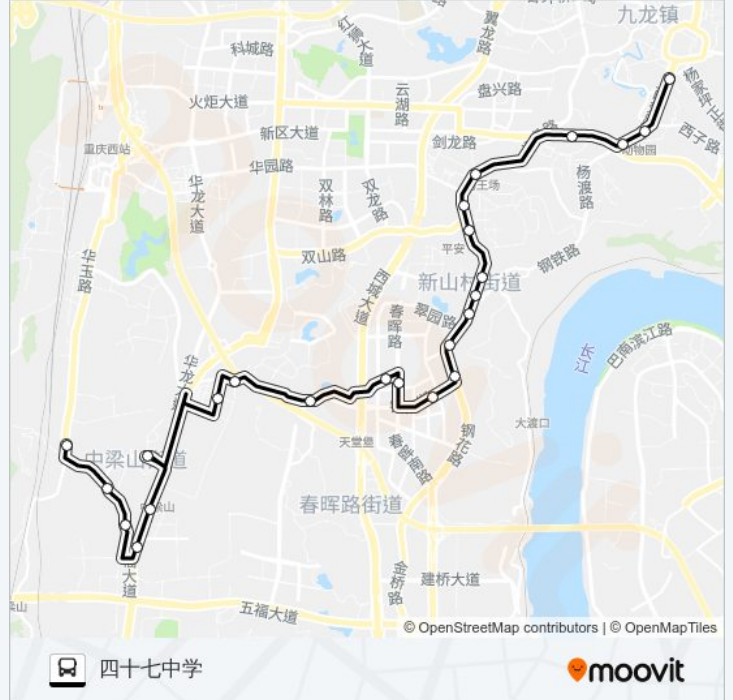 九龙镇
翼龙路
红狮大道
科城路
盘兴路
云湖路
火炬大道
杨家坪正街
新区大道
剑龙路
西子路
动物园
重庆西站
华园路
王场
杨渡路
华龙大道
双林路
双龙路
平安
双山路
华玉路
钢铁路
新山村街道
西城大道
翠园路
春晖路
长江
巴南滨江路
华龙
大渡口
钢花路
天堂堡
中梁山街道
春晖南路
春晖路街道
金桥路
建桥大道
福大道
五福大道
© OpenStreetMap contributors | © OpenMapTiles
四十七中学
moovit